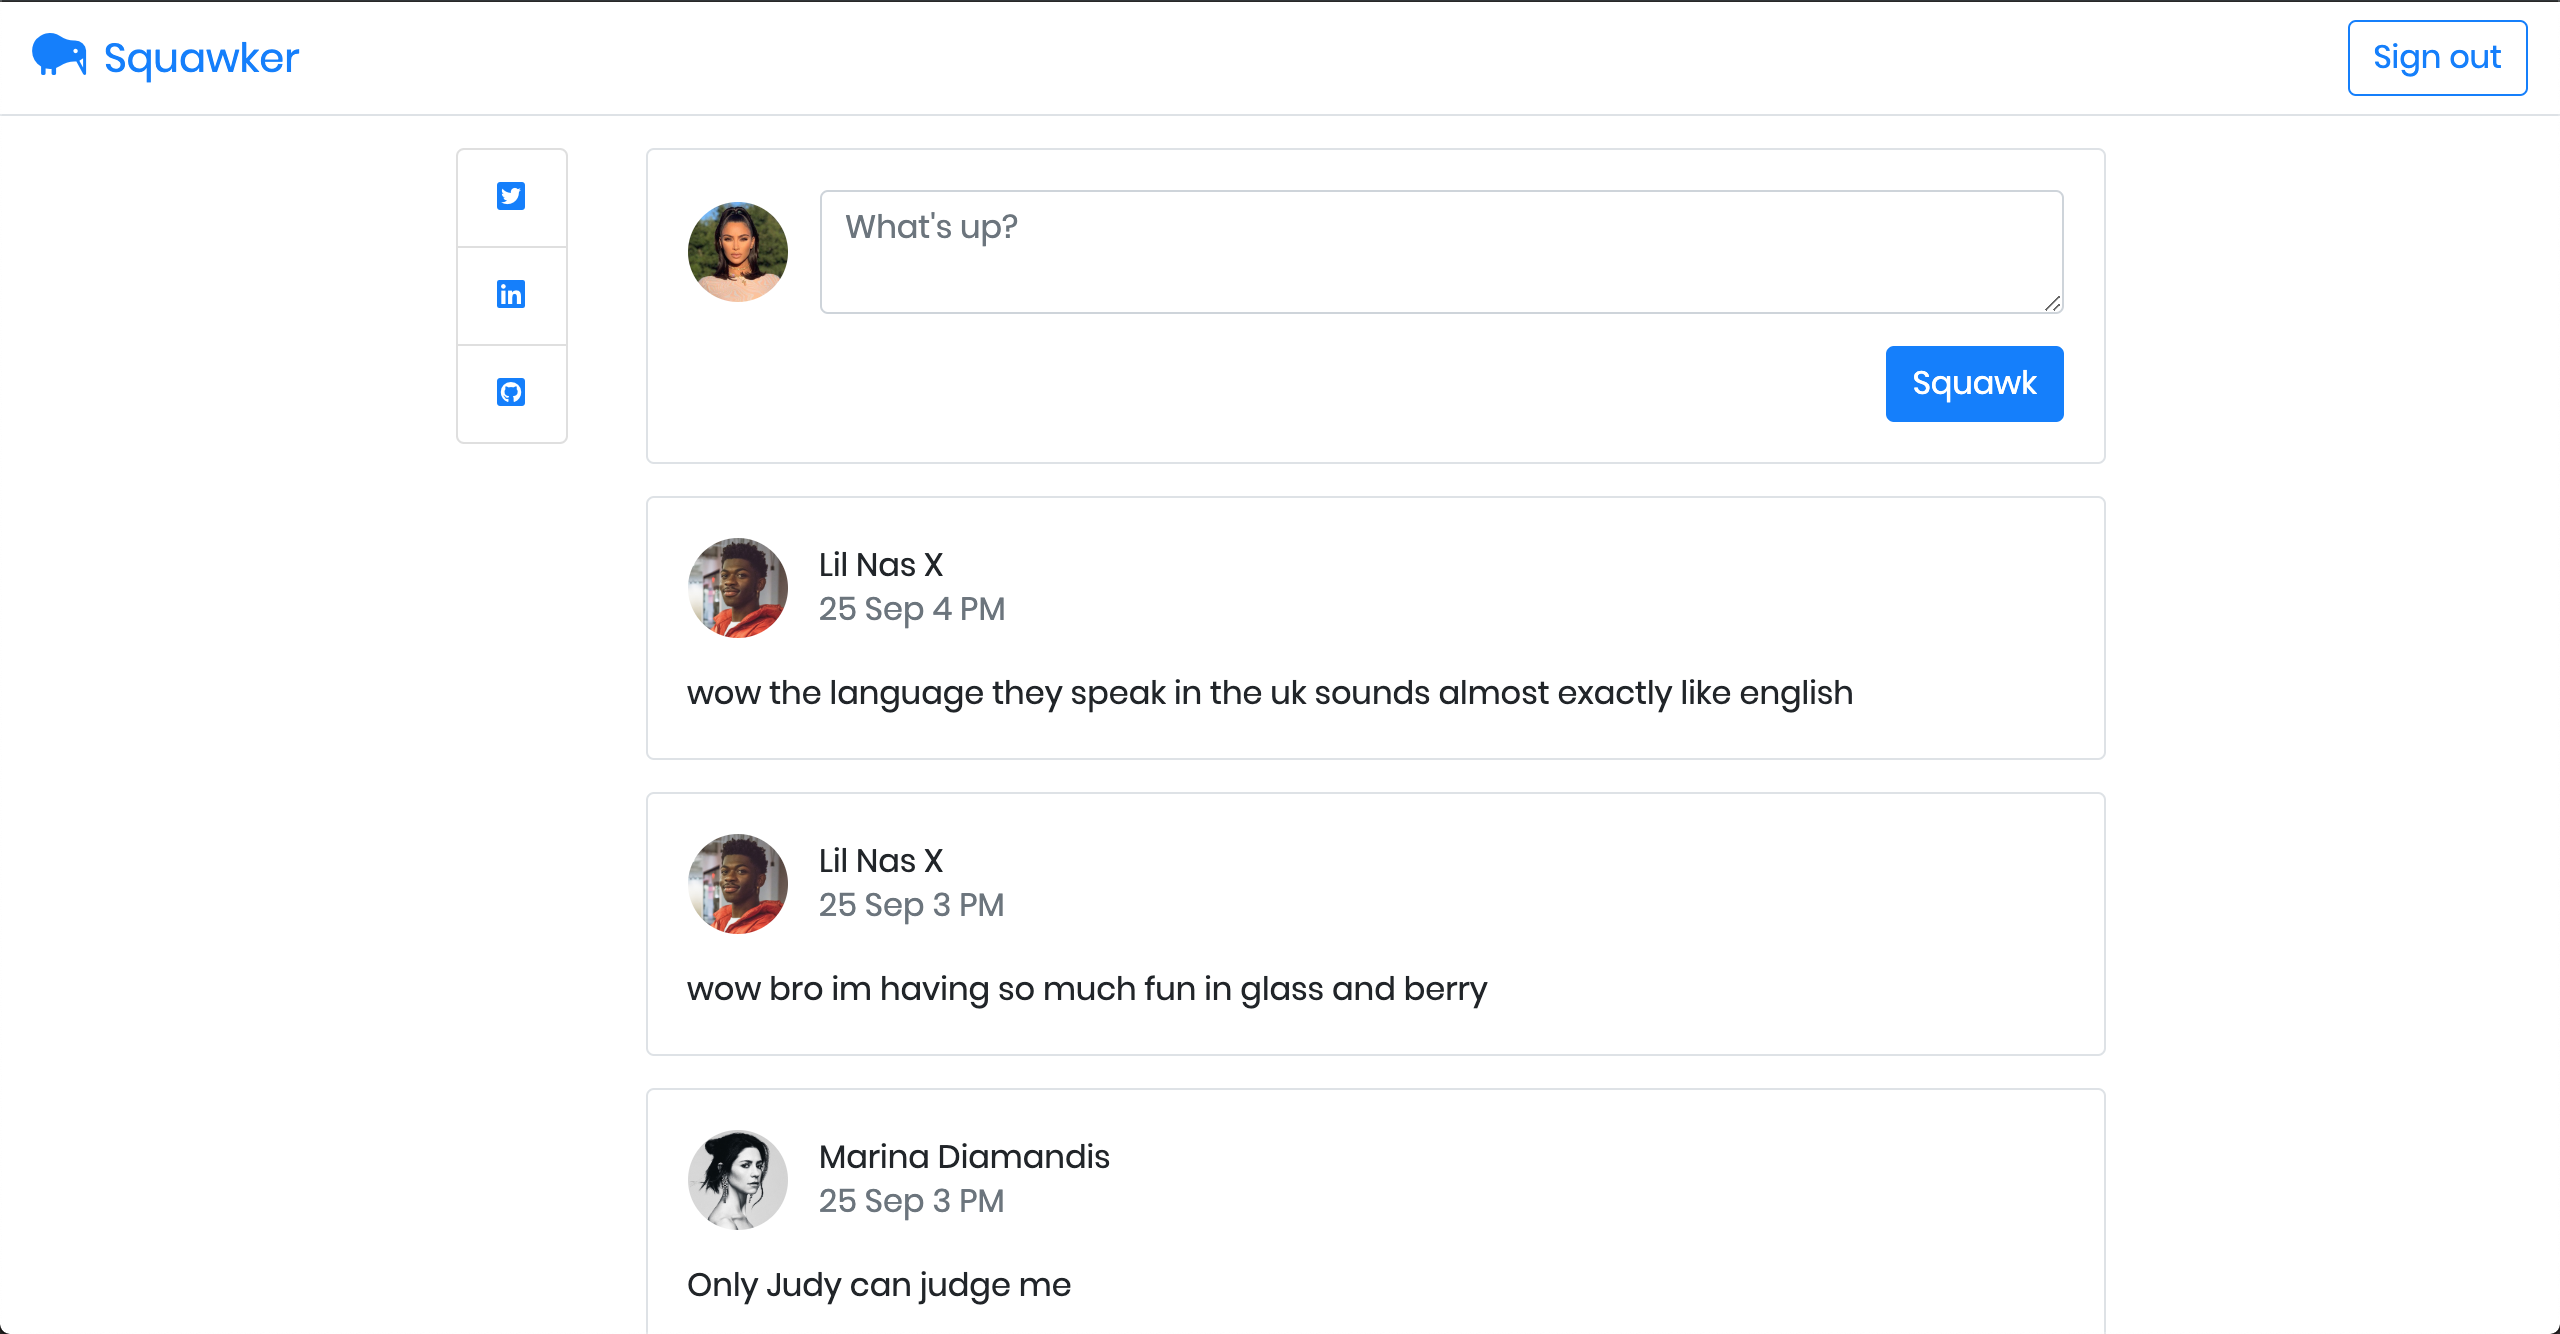 Squawker
Sign out
What's up?
Squawk
Lil Nas X
25 Sep 4 PM
wow the language they speak in the uk sounds almost exactly like english
Lil Nas X
25 Sep 3 PM
wow bro im having so much fun in glass and berry
Marina Diamandis
25 Sep 3 PM
Only Judy can judge me